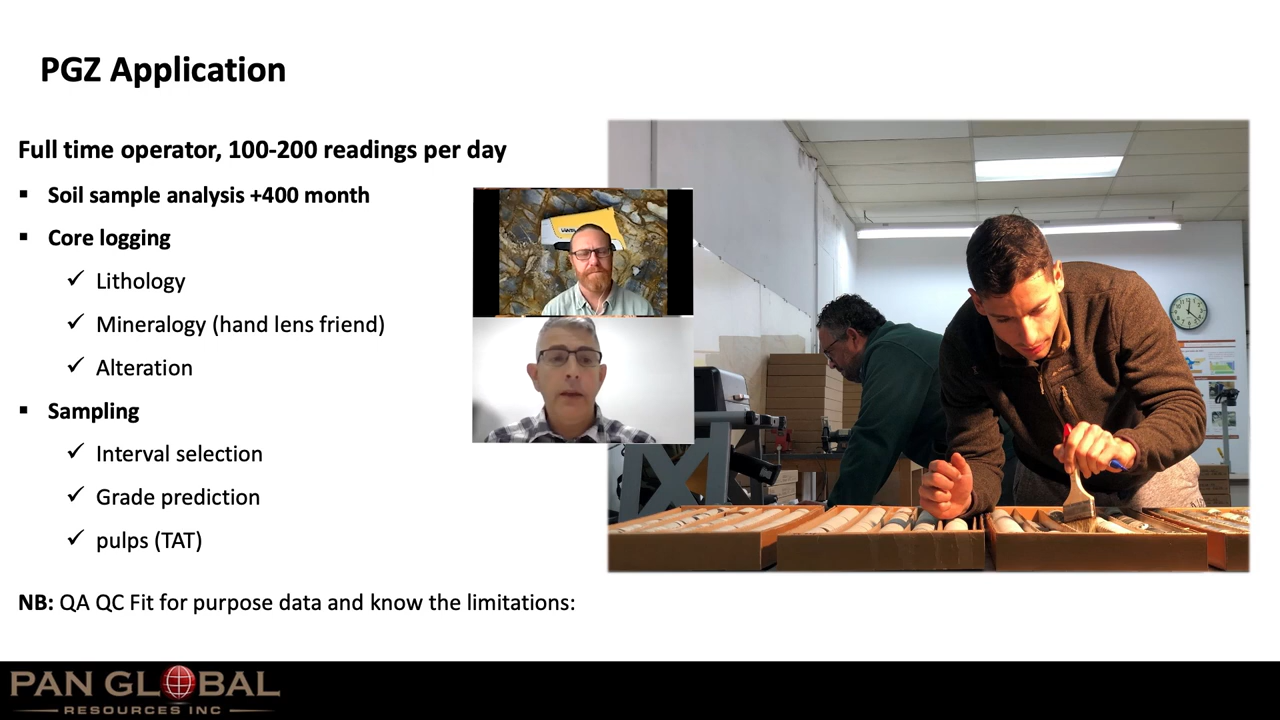 PGZ Application
Full time operator, 100-200 readings per day
▪ Soil sample analysis +400 month
▪ Core logging
✓ Lithology
✓ Mineralogy (hand lens friend)
✓ Alteration
▪ Sampling
✓ Interval selection
✓ Grade prediction
✓ pulps (TAT)
NB: QA QC Fit for purpose data and know the limitations:
PAN GLOBAL
RESOURCES INC